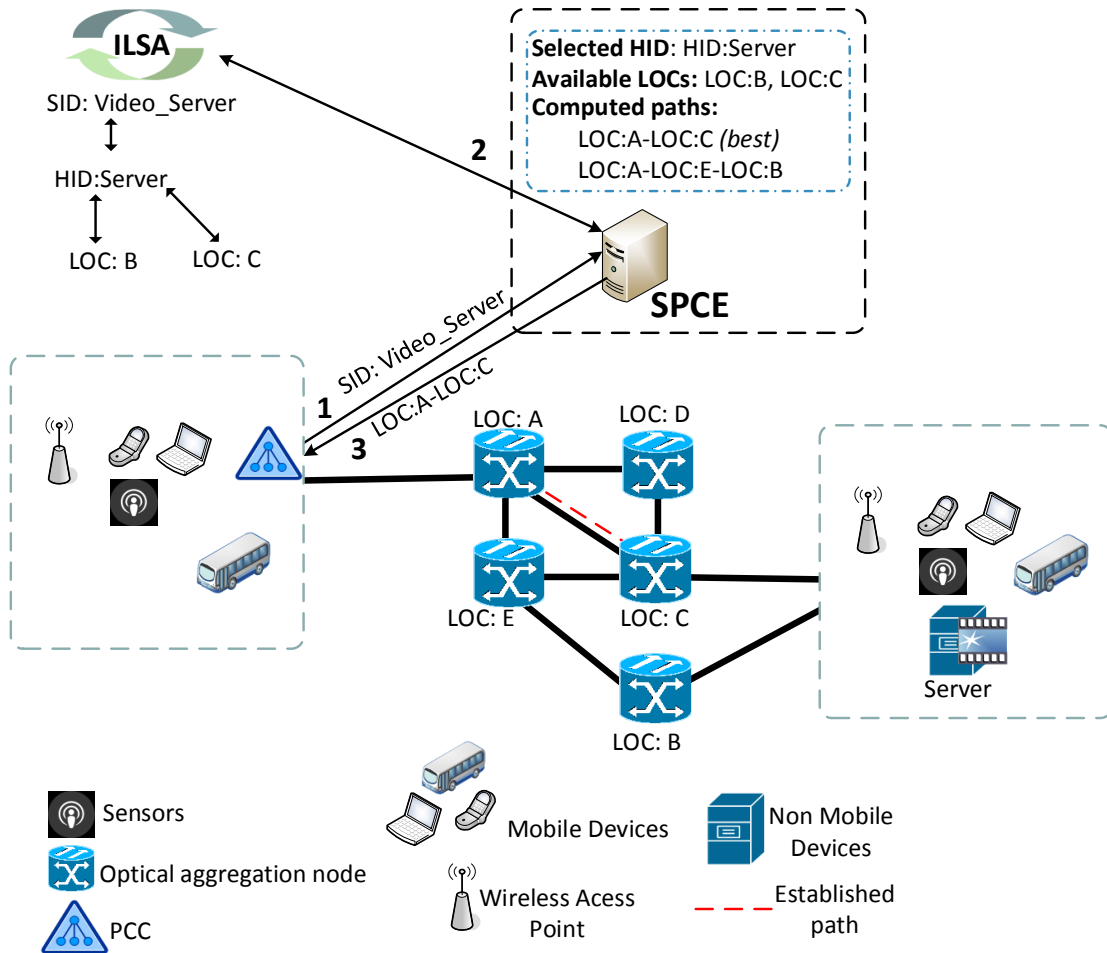 ILSA
SID: Video_Server
HID:Server
LOC: B
LOC: C
2
Selected HID: HID:Server
Available LOCs: LOC:B, LOC:C
Computed paths:
LOC:A-LOC:C (best)
LOC:A-LOC:E-LOC:B
SPCE
1
SID: Video_Server
LOC:A-LOC:C
3
LOC: A
LOC: D
LOC: E
LOC: C
LOC: B
Server
Sensors
Optical aggregation node
PCC
Mobile Devices
Wireless Acess
Point
Non Mobile
Devices
Established
path